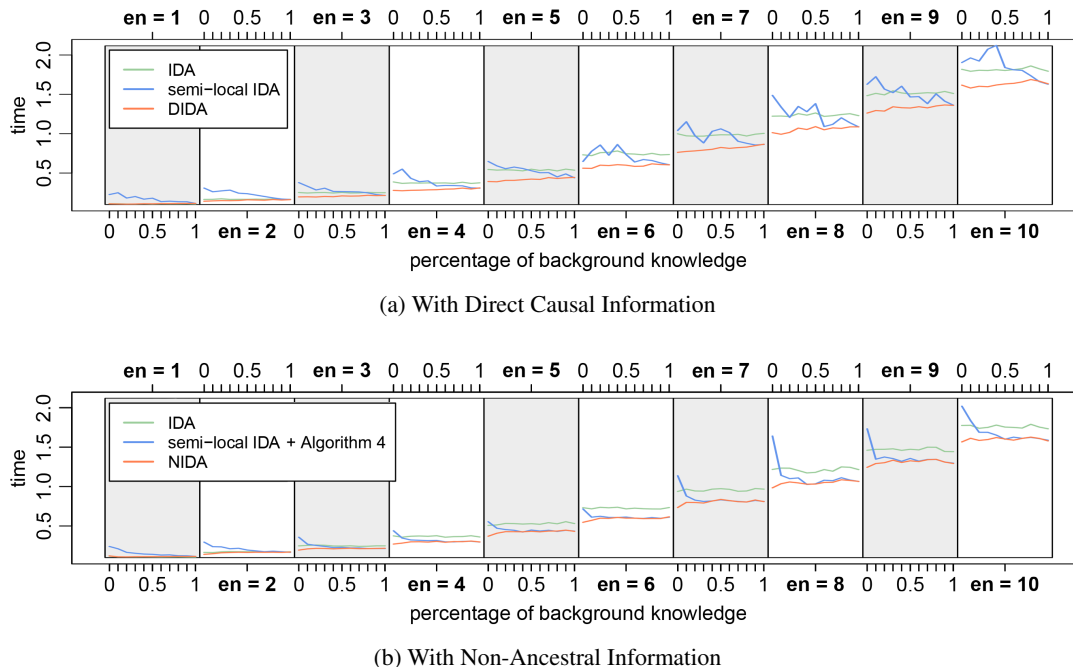 en = 1 0 0.5 1 en = 3 0 0.5 1 en = 5 0 0.5 1 en = 7 0 0.5 1 en = 9 0 0.5 1
time
0.5 1.0 1.5 2.0
IDA
semi−local IDA
DIDA
0 0.5 1 en = 2 0 0.5 1 en = 4 0 0.5 1 en = 6 0 0.5 1 en = 8 0 0.5 1 en = 10
percentage of background knowledge
(a) With Direct Causal Information
en = 1 0 0.5 1 en = 3 0 0.5 1 en = 5 0 0.5 1 en = 7 0 0.5 1 en = 9 0 0.5 1
time
0.5 1.0 1.5 2.0
IDA
semi−local IDA + Algorithm 4
NIDA
0 0.5 1 en = 2 0 0.5 1 en = 4 0 0.5 1 en = 6 0 0.5 1 en = 8 0 0.5 1 en = 10
percentage of background knowledge
(b) With Non-Ancestral Information